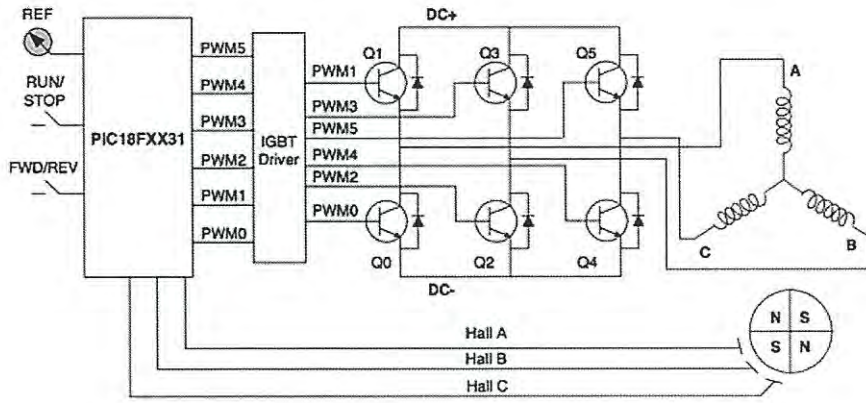 REF
RUN/
STOP
FWD/REV
PIC18FXX31
PWM5
PWM4
PWM3
PWM2
PWM1
PWM0
IGBT
Driver
PWM1
PWM3
PWM5
PWM4
PWM2
PWM0
DC+
Q1
Q3
Q5
Q0
Q2
Q4
DC-
A
C
B
N S
S N
Hall A
Hall B
Hall C